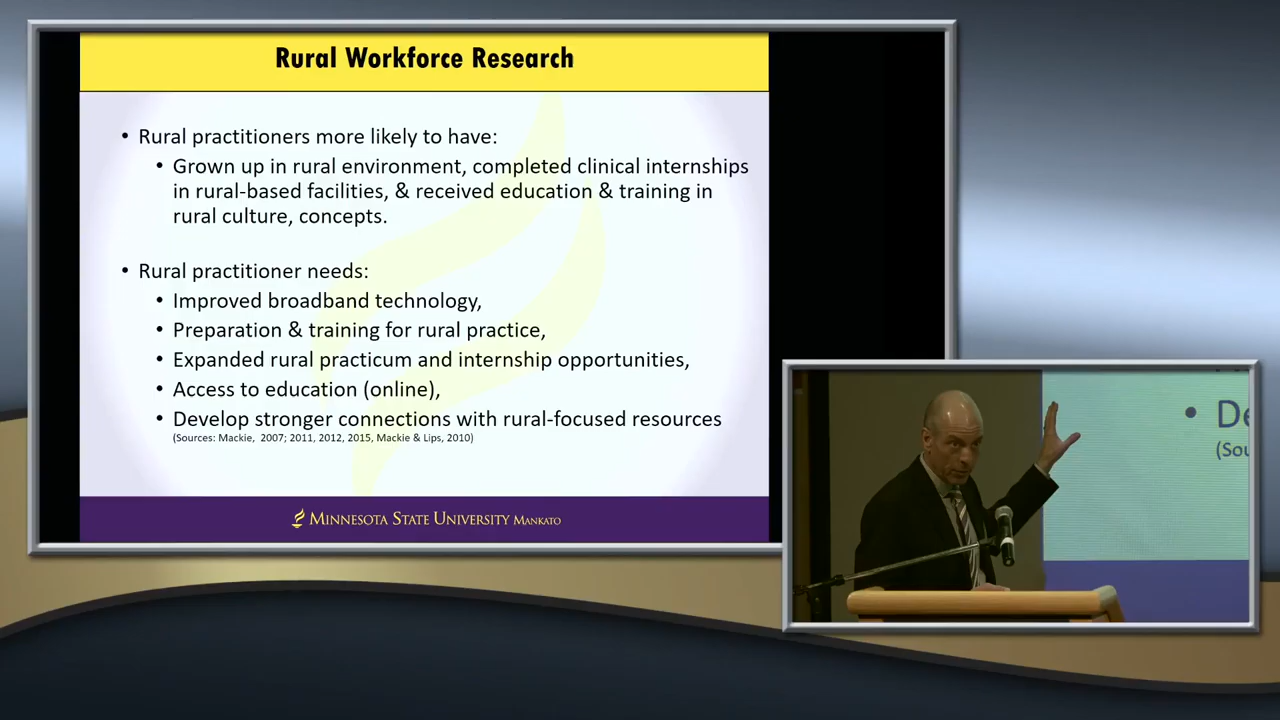 Rural Workforce Research
• Rural practitioners more likely to have:
• Grown up in rural environment, completed clinical internships
in rural-based facilities, & received education & training in
rural culture, concepts.
• Rural practitioner needs:
• Improved broadband technology,
• Preparation & training for rural practice,
• Expanded rural practicum and internship opportunities,
• Access to education (online),
• Develop stronger connections with rural-focused resources
(Sources: Mackie, 2007; 2011, 2012, 2015, Mackie & Lips, 2010)
MINNESOTA STATE UNIVERSITY MANKATO
• De
(Sou